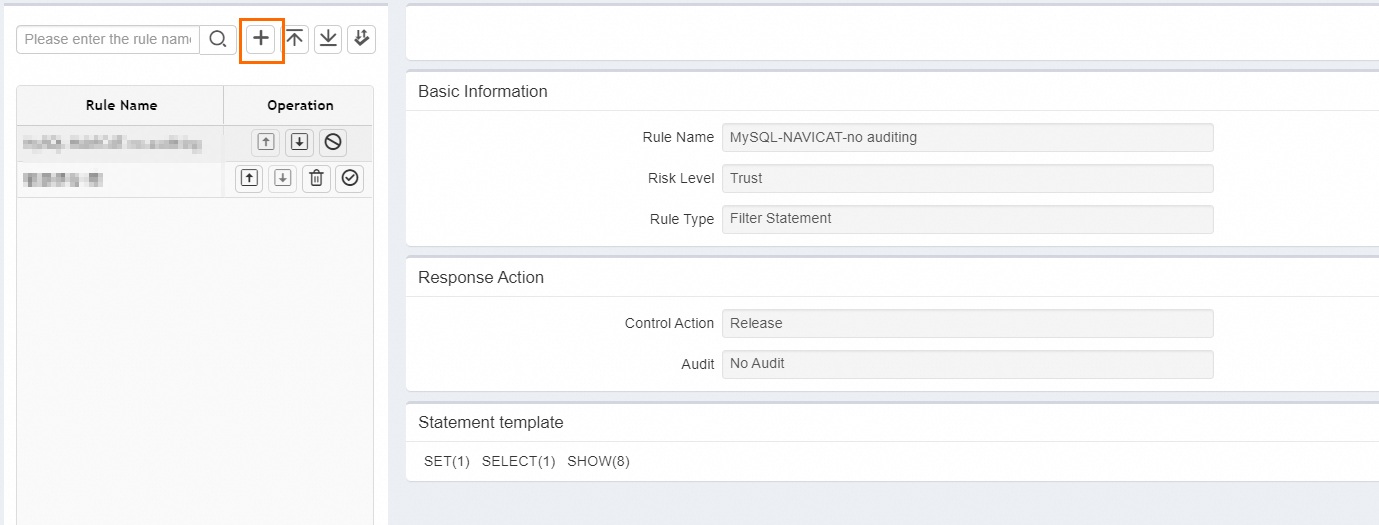 Please enter the rule nam
Rule Name Operation
Basic Information
Rule Name MySQL-NAVICAT-no auditing
Risk Level Trust
Rule Type Filter Statement
Response Action
Control Action Release
Audit No Audit
Statement template
SET(1) SELECT(1) SHOW(8)